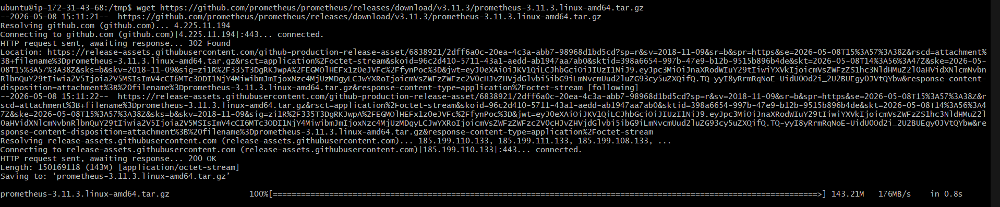 ubuntu@ip-172-31-43-68:/tmp$ wget https://github.com/prometheus/prometheus/releases/download/v3.11.3/prometheus-3.11.3.linux-amd64.tar.gz
--2026-05-08 15:11:21--  https://github.com/prometheus/prometheus/releases/download/v3.11.3/prometheus-3.11.3.linux-amd64.tar.gz
Resolving github.com (github.com)... 4.225.11.194
Connecting to github.com (github.com)|4.225.11.194|:443... connected.
HTTP request sent, awaiting response... 302 Found
Location: https://release-assets.githubusercontent.com/github-production-release-asset/6838921/2dff6a0c-20ea-4c3a-abb7-98968d1bd5cd?sp=r&sv=2018-11-09&sr=b&spr=https&se=2026-05-08T15%3A57%3A38Z&rscd=attachment%
3B+filename%3Dprometheus-3.11.3.linux-amd64.tar.gz&rsct=application%2Foctet-stream&skoid=96c2d410-5711-43a1-aedd-ab1947aa7ab0&sktid=398a6654-997b-47e9-b12b-9515b896b4de&skt=2026-05-08T14%3A56%3A47Z&ske=2026-05-
08T15%3A57%3A38Z&sks=b&skv=2018-11-09&sig=zi1R%2F335T3DgRKJwpA%2FEGMOlHEFx1z0eJVFc%2FfynPoc%3D&jwt=eyJ0eXAiOiJKV1QiLCJhbGciOiJIUzI1NiJ9.eyJpc3MiOiJnaXRodWIuY29tIiwiYXVkIjoicmVsZWFzZS1hc3NldHMuZ2l0aHVidXNlcmNvbn
RlbnQuY29tIiwia2V5Ijoia2V5MSIsImV4cCI6MTc3ODI1NjY4MiwibmJmIjoxNzc4MjUzMDgyLCJwYXRoIjoicmVsZWFzZWFzc2V0cHJvZHVjdGlvbi5ibG9iLmNvcmUud2luZG93cy5uZXQifQ.TQ-yyI8yRrmRqNoE-UidU0Od2i_2U2BUEgy0JVtQYbw&response-content-
disposition=attachment%3B%20filename%3Dprometheus-3.11.3.linux-amd64.tar.gz&response-content-type=application%2Foctet-stream [following]
--2026-05-08 15:11:22--  https://release-assets.githubusercontent.com/github-production-release-asset/6838921/2dff6a0c-20ea-4c3a-abb7-98968d1bd5cd?sp=r&sv=2018-11-09&sr=b&spr=https&se=2026-05-08T15%3A57%3A38Z&r
scd=attachment%3B+filename%3Dprometheus-3.11.3.linux-amd64.tar.gz&rsct=application%2Foctet-stream&skoid=96c2d410-5711-43a1-aedd-ab1947aa7ab0&sktid=398a6654-997b-47e9-b12b-9515b896b4de&skt=2026-05-08T14%3A56%3A4
7Z&ske=2026-05-08T15%3A57%3A38Z&sks=b&skv=2018-11-09&sig=zi1R%2F335T3DgRKJwpA%2FEGMOlHEFx1z0eJVFc%2FfynPoc%3D&jwt=eyJ0eXAiOiJKV1QiLCJhbGciOiJIUzI1NiJ9.eyJpc3MiOiJnaXRodWIuY29tIiwiYXVkIjoicmVsZWFzZS1hc3NldHMuZ2l
0aHVidXNlcmNvbnRlbnQuY29tIiwia2V5Ijoia2V5MSIsImV4cCI6MTc3ODI1NjY4MiwibmJmIjoxNzc4MjUzMDgyLCJwYXRoIjoicmVsZWFzZWFzc2V0cHJvZHVjdGlvbi5ibG9iLmNvcmUud2luZG93cy5uZXQifQ.TQ-yyI8yRrmRqNoE-UidU0Od2i_2U2BUEgy0JVtQYbw&re
sponse-content-disposition=attachment%3B%20filename%3Dprometheus-3.11.3.linux-amd64.tar.gz&response-content-type=application%2Foctet-stream
Resolving release-assets.githubusercontent.com (release-assets.githubusercontent.com)... 185.199.110.133, 185.199.111.133, 185.199.108.133, ...
Connecting to release-assets.githubusercontent.com (release-assets.githubusercontent.com)|185.199.110.133|:443... connected.
HTTP request sent, awaiting response... 200 OK
Length: 150169118 (143M) [application/octet-stream]
Saving to: ‘prometheus-3.11.3.linux-amd64.tar.gz’
prometheus-3.11.3.linux-amd64.tar.gz 100%[====================================================================================================================>] 143.21M 176MB/s in 0.8s